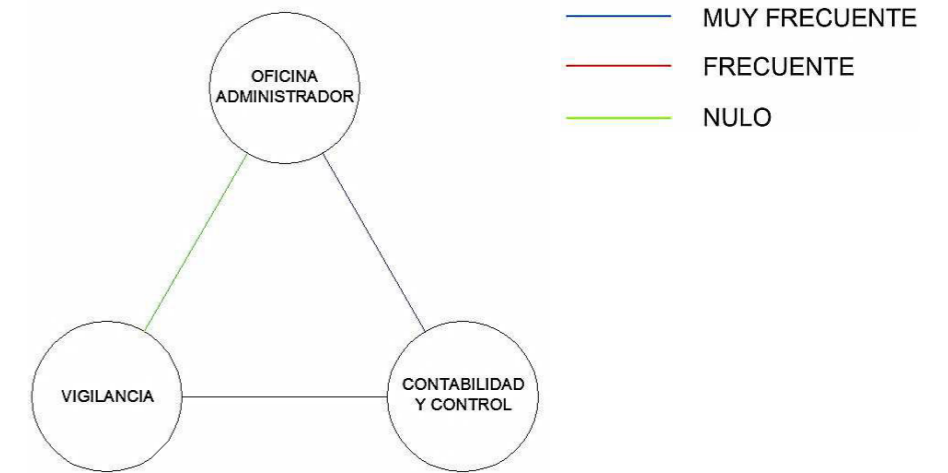 OFICINA
ADMINISTRADOR
VIGILANCIA
CONTABILIDAD
Y CONTROL
MUY FRECUENTE
FRECUENTE
NULO